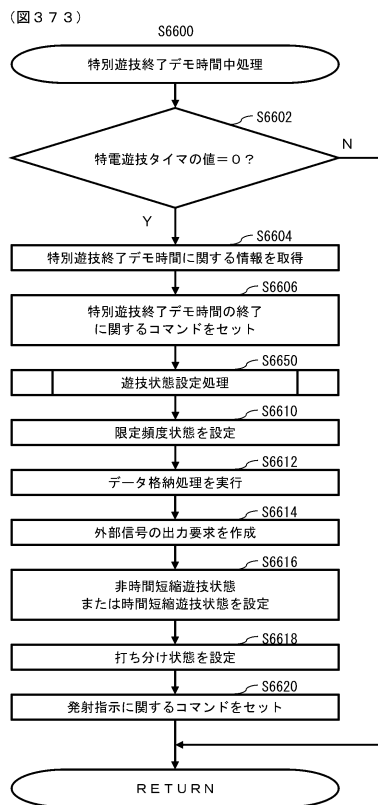 （図３７３）
S6600
特別遊技終了デモ時間中処理
S6602
特電遊技タイマの値＝０？
N
Y
S6604
特別遊技終了デモ時間に関する情報を取得
S6606
特別遊技終了デモ時間の終了
に関するコマンドをセット
S6650
遊技状態設定処理
S6610
限定頻度状態を設定
S6612
データ格納処理を実行
S6614
外部信号の出力要求を作成
S6616
非時間短縮遊技状態
または時間短縮遊技状態を設定
S6618
打ち分け状態を設定
S6620
発射指示に関するコマンドをセット
ＲＥＴＵＲＮ